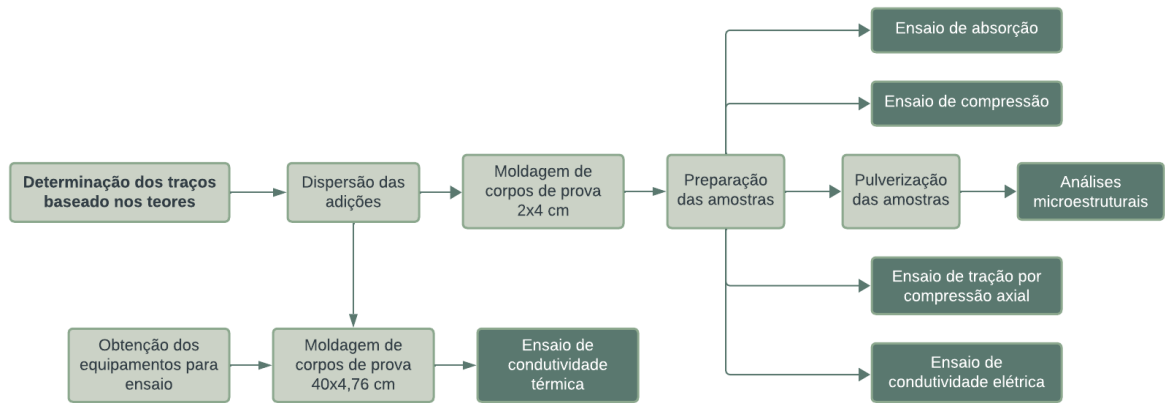 Determinação dos traços
baseado nos teores
Dispersão das
adições
Moldagem de
corpos de prova
2x4 cm
Preparação
das amostras
Ensaio de absorção
Ensaio de compressão
Pulverização
das amostras
Análises
microestruturais
Ensaio de tração por
compressão axial
Ensaio de
condutividade elétrica
Obtenção dos
equipamentos para
ensaio
Moldagem de
corpos de prova
40x4,76 cm
Ensaio de
condutividade
térmica